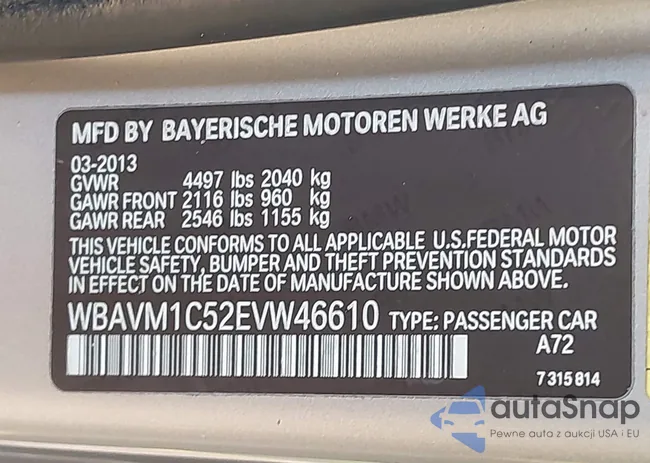 MFD BY BAYERISCHE MOTOREN WERKE AG
03-2013
GVWR 4497 lbs 2040 kg
GAWR FRONT 2116 lbs 960 kg
GAWR REAR 2546 lbs 1155 kg
THIS VEHICLE CONFORMS TO ALL APPLICABLE U.S.FEDERAL MOTOR
VEHICLE SAFETY, BUMPER AND THEFT PREVENTION STANDARDS
IN EFFECT ON THE DATE OF MANUFACTURE SHOWN ABOVE.
WBAVM1C52EVW46610 TYPE: PASSENGER CAR
A72
7315814
autaSnap
Pewne auta z aukcji USA i EU